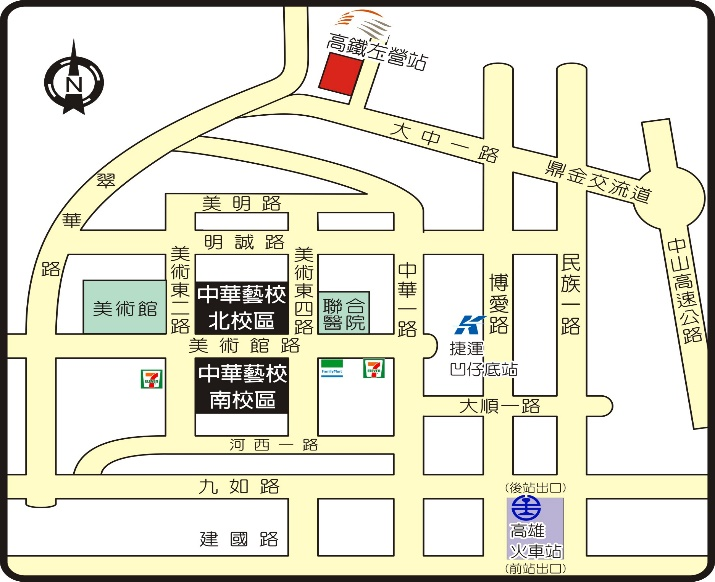 高鐵左營站
N
大中一路
鼎金交流道
翠華路
美明路
明誠路
美術東二路
美術東四路
中華一路
博愛路
民族一路
中山高速公路
美術館
中華藝校
北校區
聯合
醫院
美術館路
捷運
凹仔底站
7
ELEVEN
中華藝校
南校區
FamilyMart
7
ELEVEN
大順一路
河西一路
九如路
(後站出口)
建國路
高雄
火車站
(前站出口)